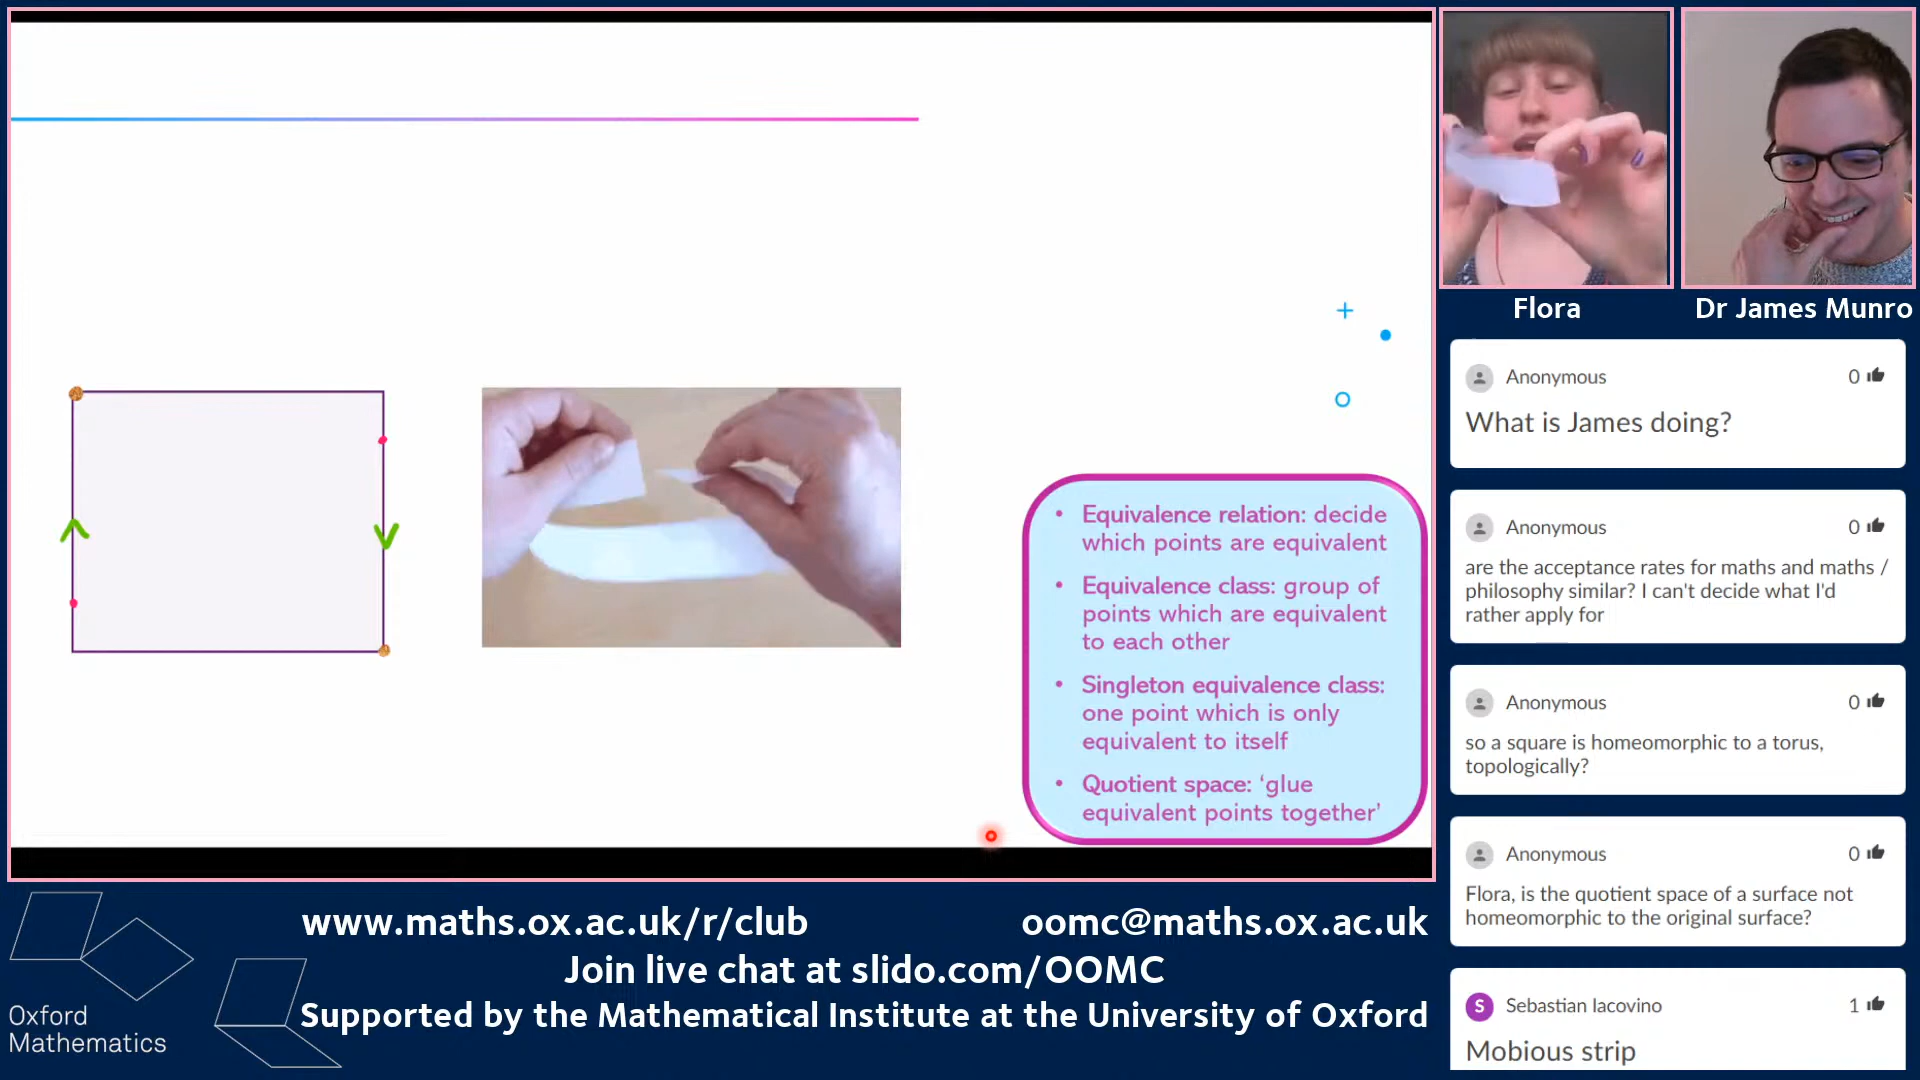 • Equivalence relation: decide
which points are equivalent
• Equivalence class: group of
points which are equivalent
to each other
• Singleton equivalence class:
one point which is only
equivalent to itself
• Quotient space: ‘glue
equivalent points together’
Flora
Dr James Munro
Anonymous 0
What is James doing?
Anonymous 0
are the acceptance rates for maths and maths /
philosophy similar? I can't decide what I'd
rather apply for
Anonymous 0
so a square is homeomorphic to a torus,
topologically?
Anonymous 0
Flora, is the quotient space of a surface not
homeomorphic to the original surface?
S Sebastian Iacovino 1
Mobious strip
www.maths.ox.ac.uk/r/club oomc@maths.ox.ac.uk
Join live chat at slido.com/OOMC
Supported by the Mathematical Institute at the University of Oxford
Oxford
Mathematics